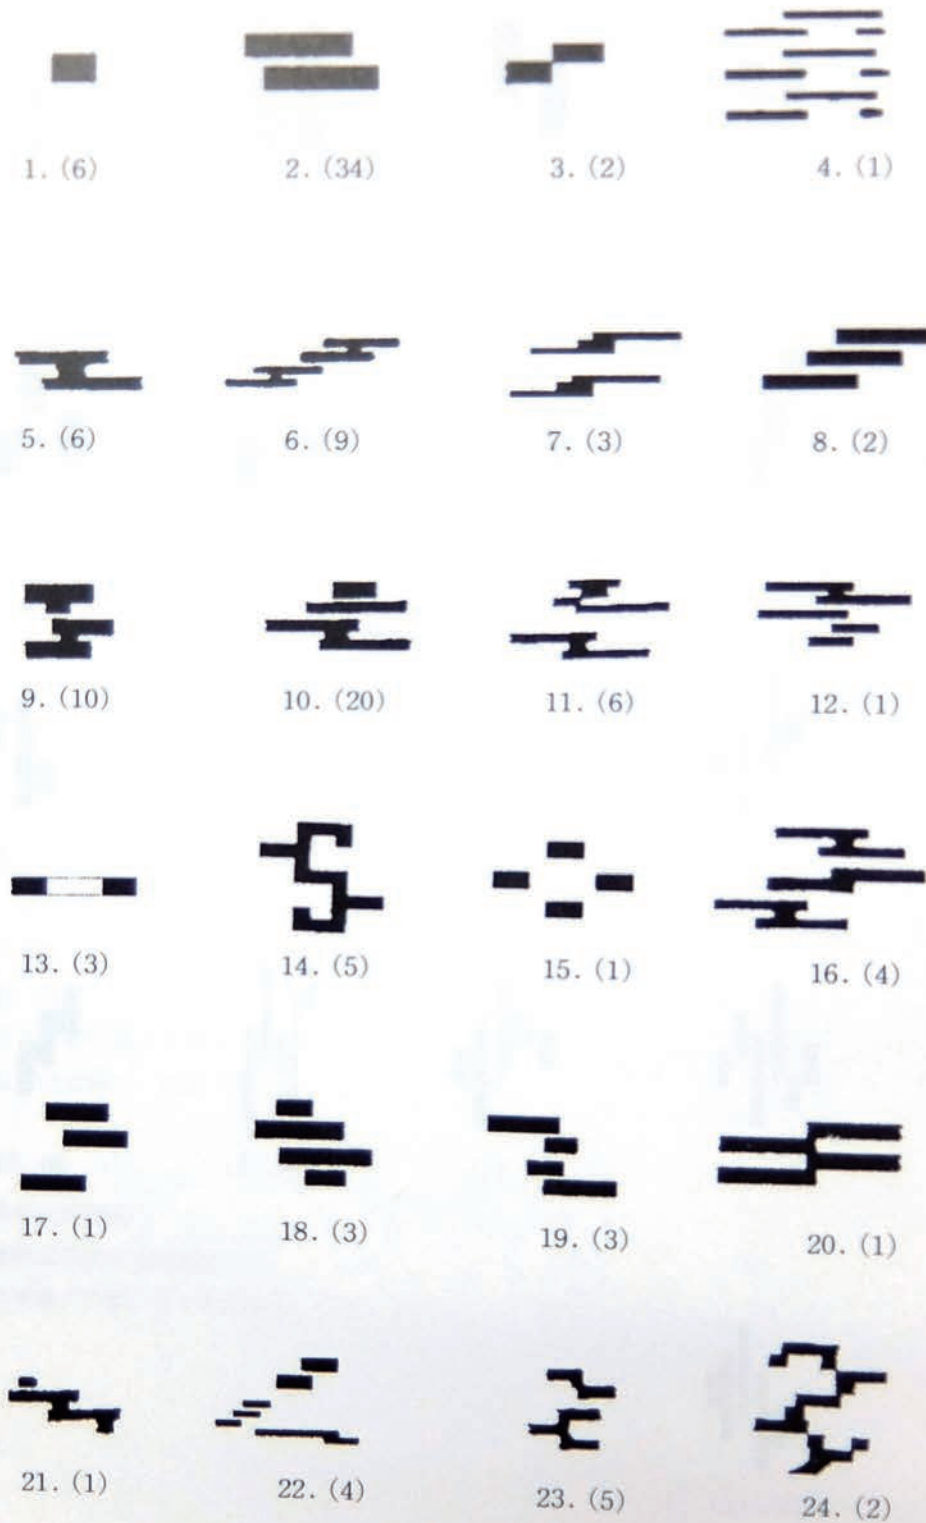 1. (6) 2. (34) 3. (2) 4. (1)
5. (6) 6. (9) 7. (3) 8. (2)
9. (10) 10. (20) 11. (6) 12. (1)
13. (3) 14. (5) 15. (1) 16. (4)
17. (1) 18. (3) 19. (3) 20. (1)
21. (1) 22. (4) 23. (5) 24. (2)